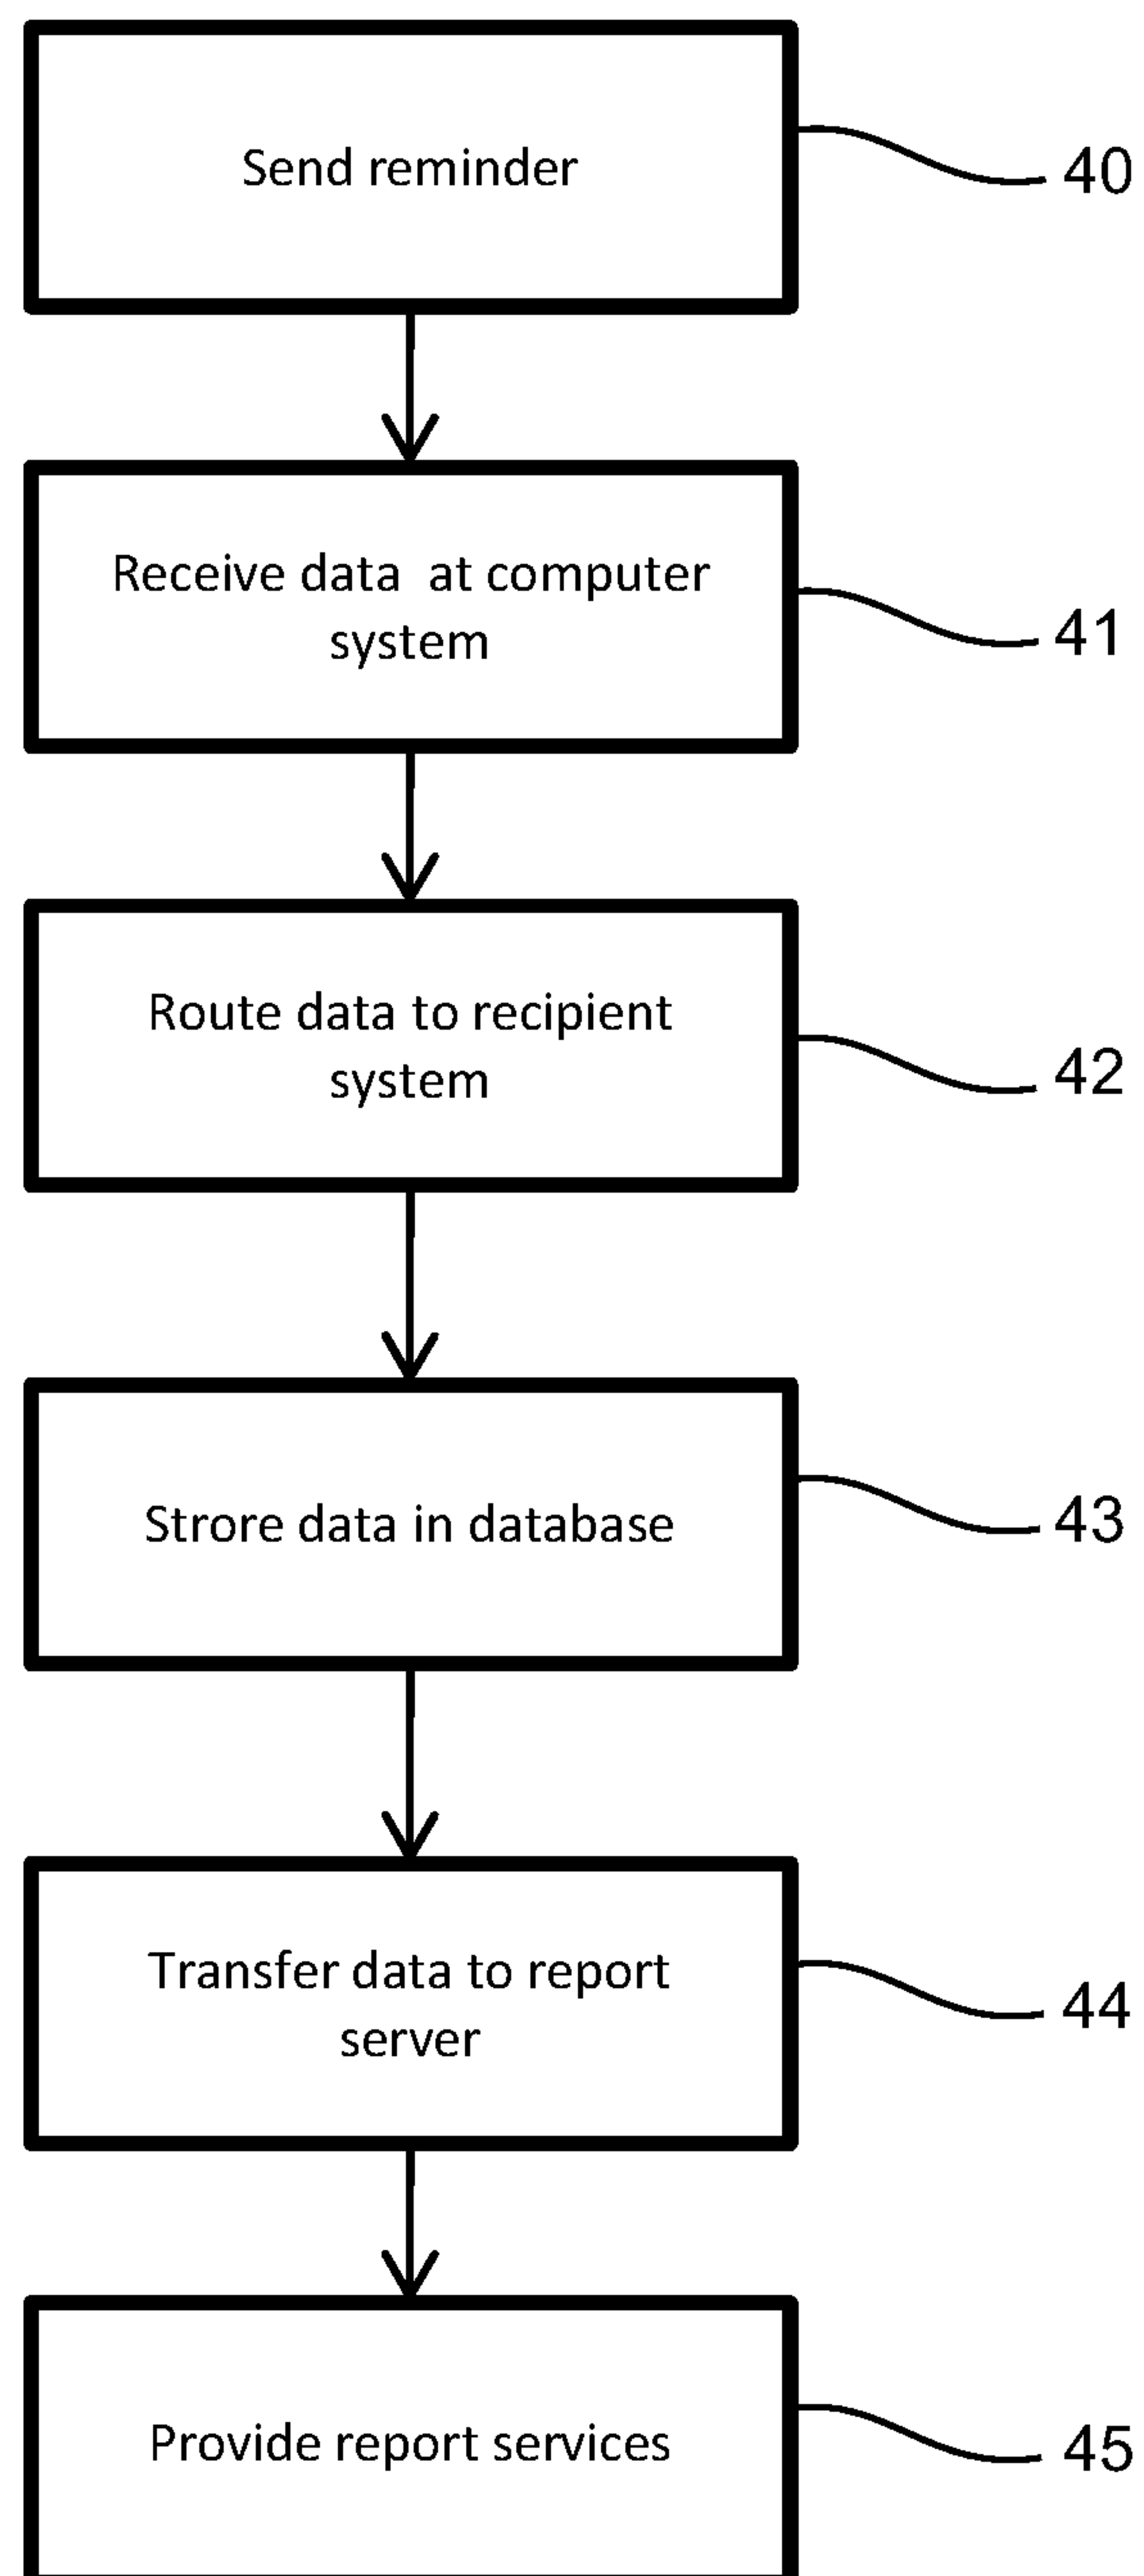 Send reminder
40
Receive data at computer
system
41
Route data to recipient
system
42
Strore data in database
43
Transfer data to report
server
44
Provide report services
45